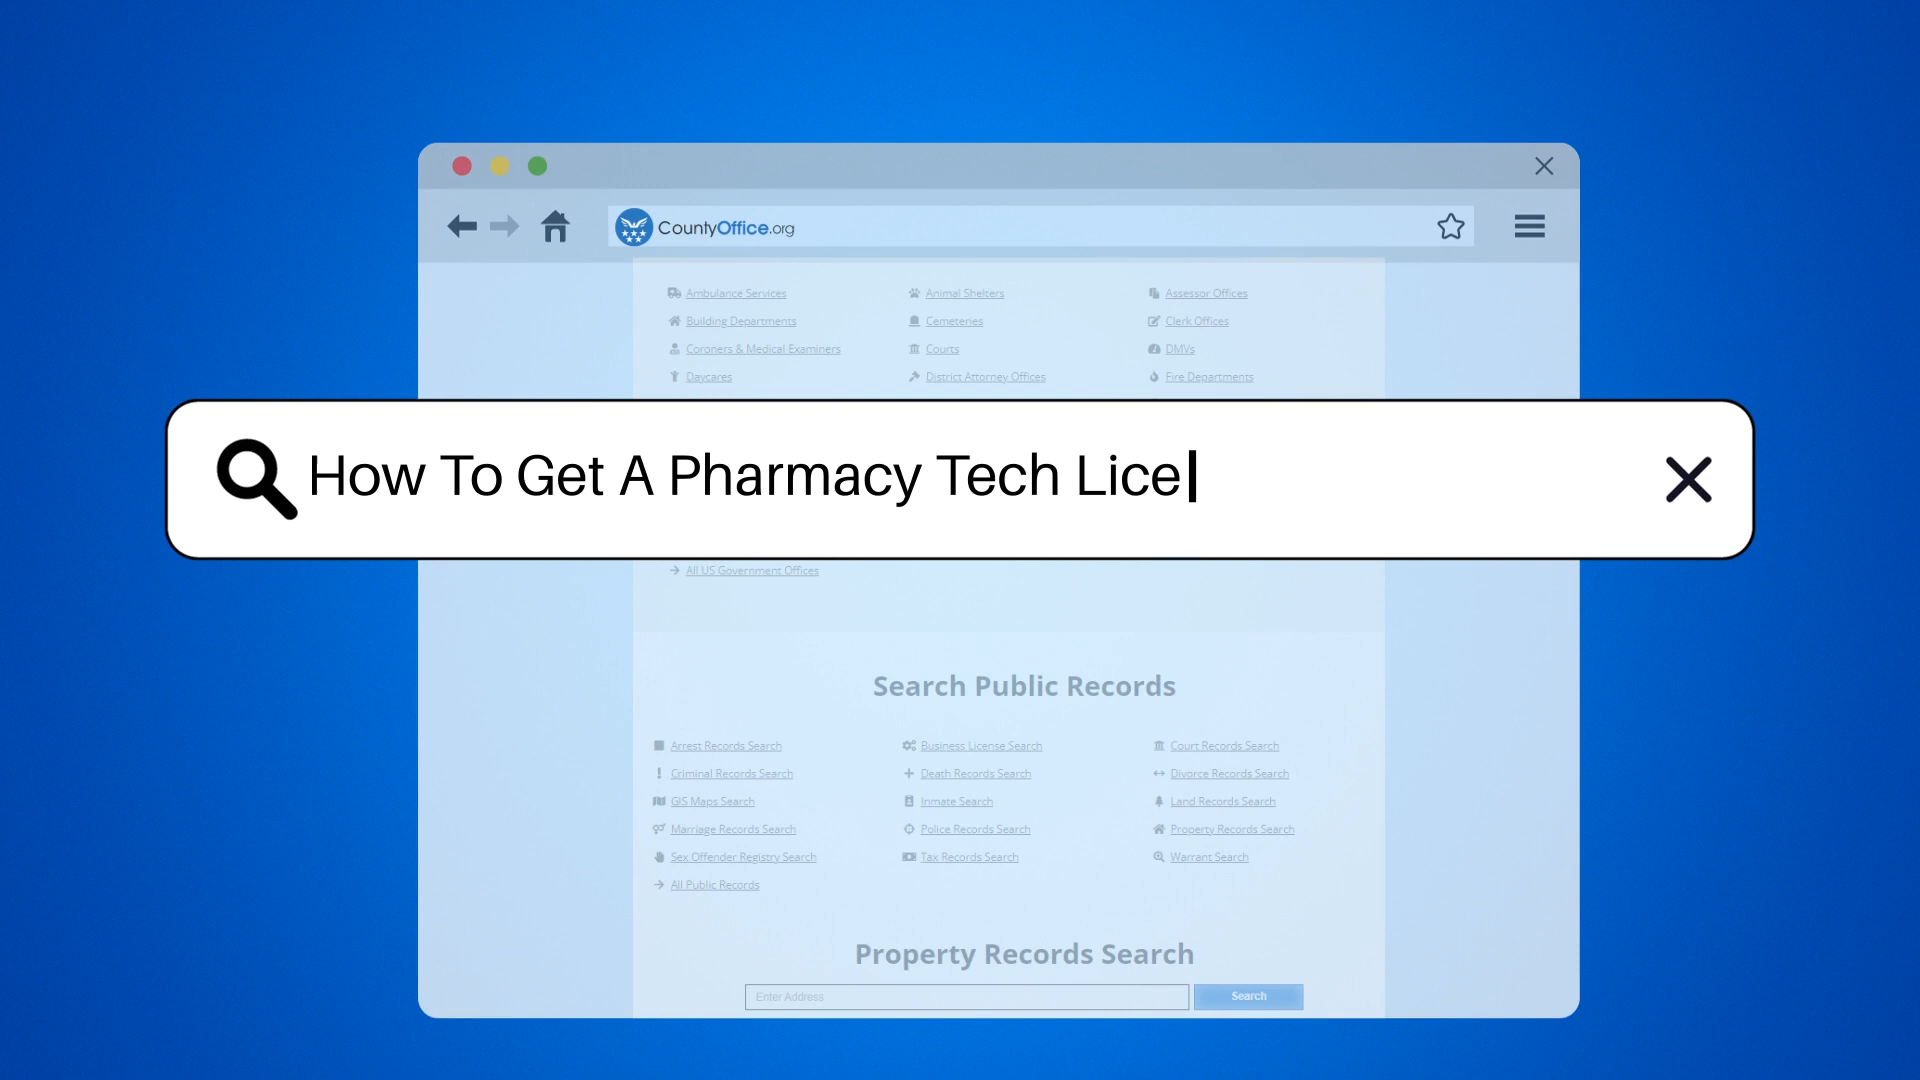 CountyOffice.org
Ambulance Services Animal Shelters Assessor Offices
Building Departments Cemeteries Clerk Offices
Coroners & Medical Examiners Courts DMVs
Daycares District Attorney Offices Fire Departments
How To Get A Pharmacy Tech Lice
All US Government Offices
Search Public Records
Arrest Records Search Business License Search Court Records Search
Criminal Records Search Death Records Search Divorce Records Search
GIS Maps Search Inmate Search Land Records Search
Marriage Records Search Police Records Search Property Records Search
Sex Offender Registry Search Tax Records Search Warrant Search
All Public Records
Property Records Search
Enter Address Search